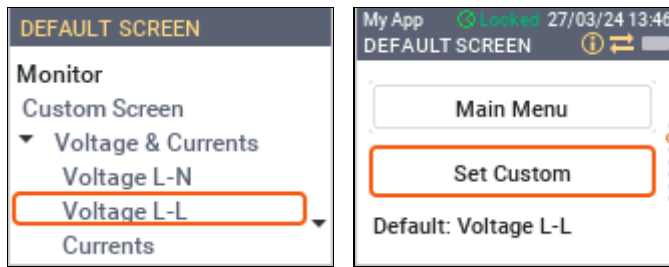 DEFAULT SCREEN
Monitor
Custom Screen
Voltage & Currents
Voltage L-N
Voltage L-L
Currents
My App Locked 27/03/24 13:46
DEFAULT SCREEN
Main Menu
Set Custom
Default: Voltage L-L